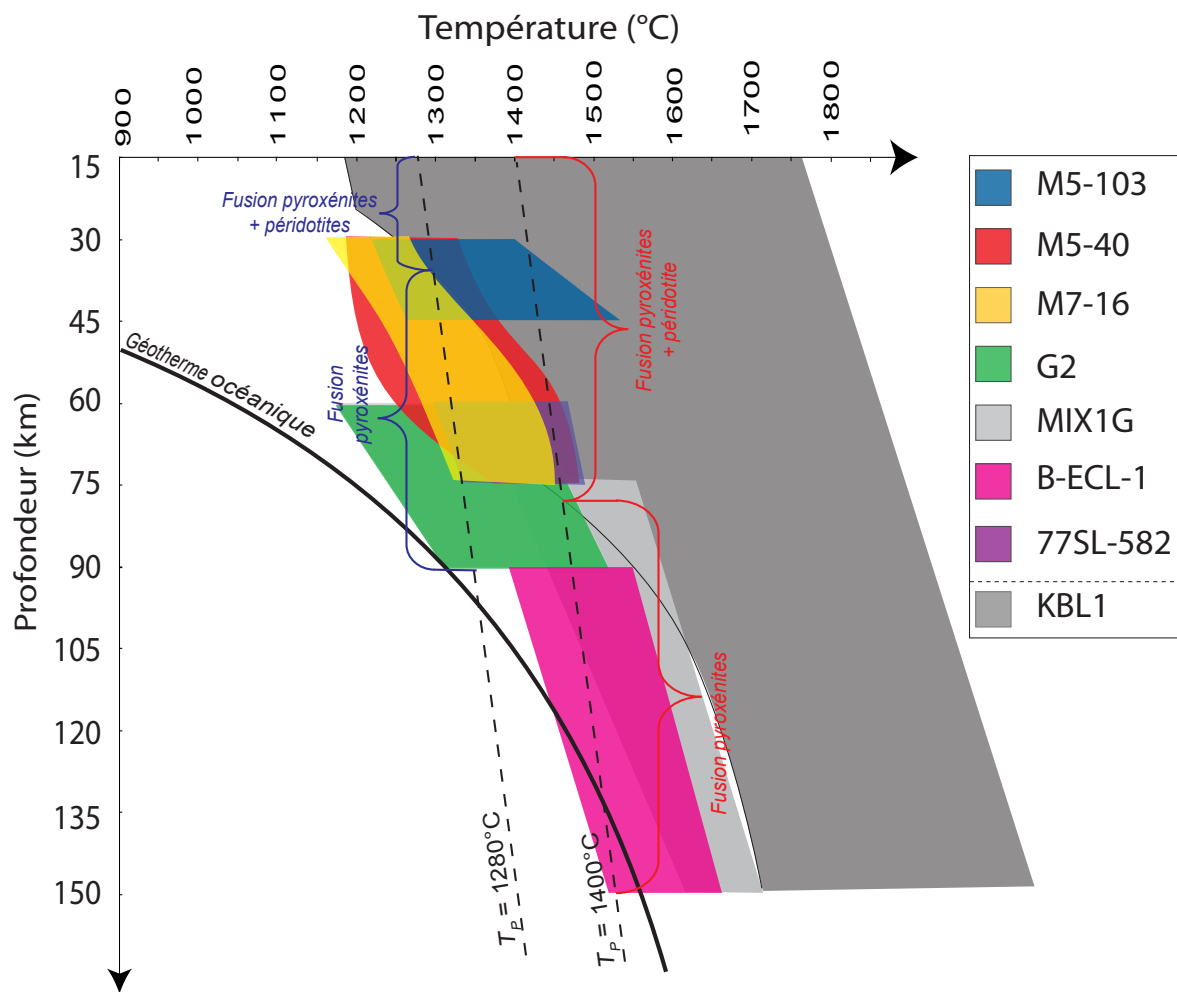 Température (°C)
900
1000
1100
1200
1300
1400
1500
1600
1700
1800
Profondeur (km)
15
30
45
60
75
90
105
120
135
150
Fusion pyroxénites
+ péridotites
Fusion
pyroxénites
Fusion pyroxénites
+ péridotite
Fusion pyroxénites
Géotherme océanique
TP = 1280°C
TP = 1400°C
M5-103
M5-40
M7-16
G2
MIX1G
B-ECL-1
77SL-582
KBL1